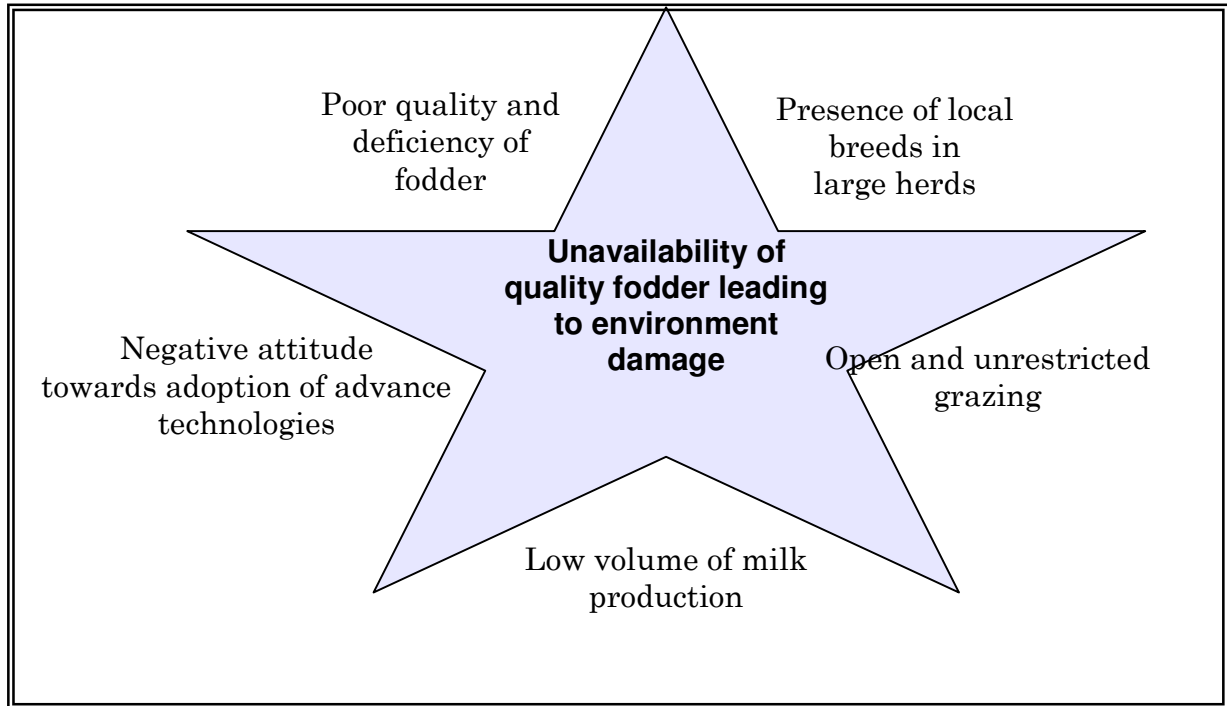 Poor quality and
deficiency of
fodder
Presence of local
breeds in
large herds
Unavailability of
quality fodder leading
to environment
damage
Negative attitude
towards adoption of advance
technologies
Open and unrestricted
grazing
Low volume of milk
production